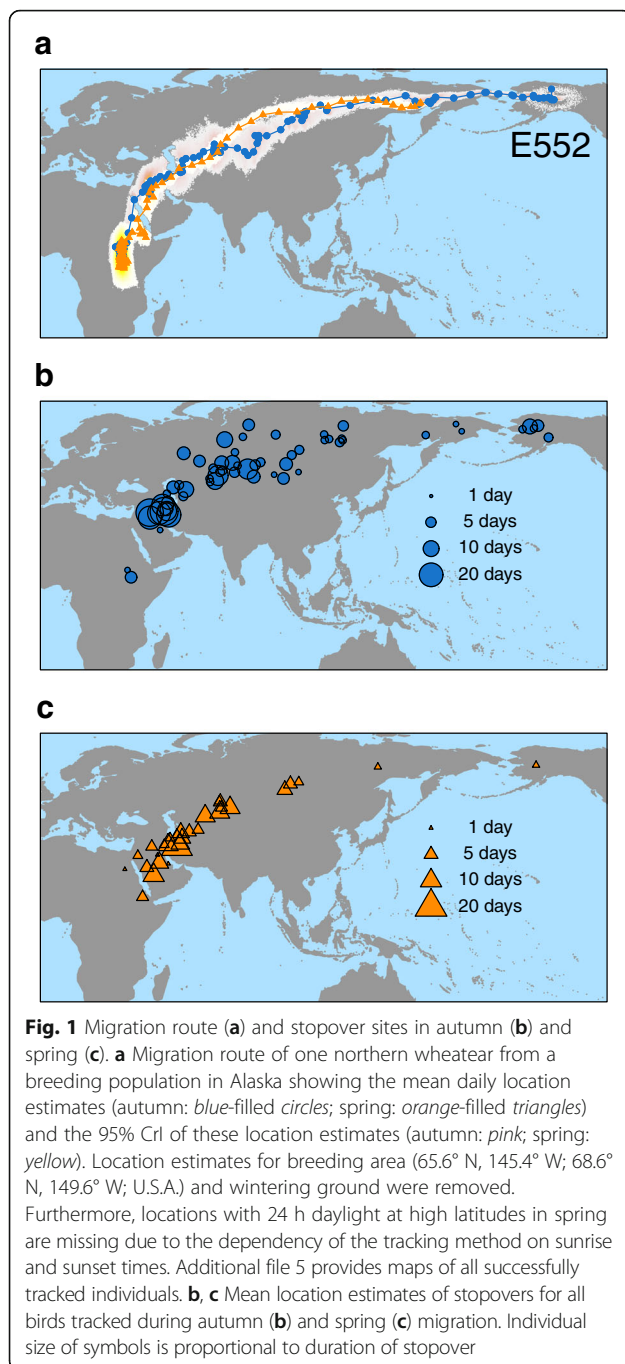 a
E552
b
1 day
5 days
10 days
20 days
c
1 day
5 days
10 days
20 days
Fig. 1 Migration route (a) and stopover sites in autumn (b) and
spring (c). a Migration route of one northern wheatear from a
breeding population in Alaska showing the mean daily location
estimates (autumn: blue-filled circles; spring: orange-filled triangles)
and the 95% CrI of these location estimates (autumn: pink; spring:
yellow). Location estimates for breeding area (65.6° N, 145.4° W; 68.6°
N, 149.6° W; U.S.A.) and wintering ground were removed.
Furthermore, locations with 24 h daylight at high latitudes in spring
are missing due to the dependency of the tracking method on sunrise
and sunset times. Additional file 5 provides maps of all successfully
tracked individuals. b, c Mean location estimates of stopovers for all
birds tracked during autumn (b) and spring (c) migration. Individual
size of symbols is proportional to duration of stopover